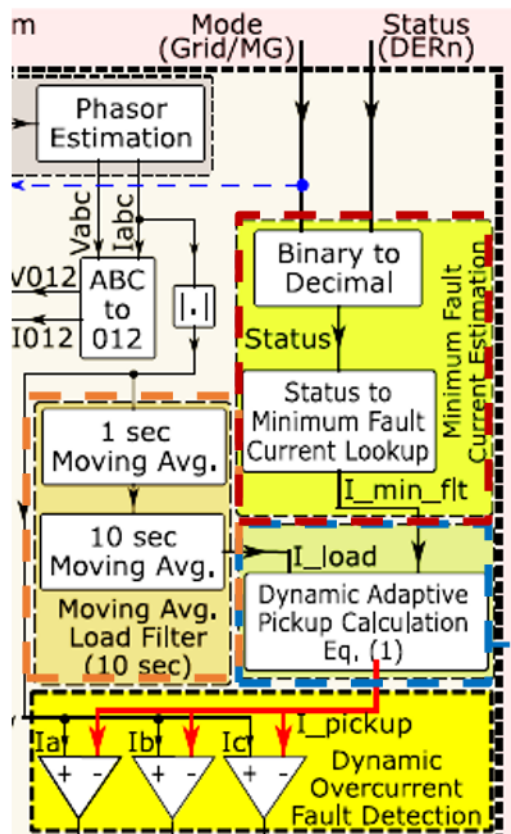 m
Mode
(Grid/MG)
Status
(DERn)
Phasor
Estimation
Vabc
Iabc
V012
I012
ABC
to
012
|.|
Binary to
Decimal
Status
Status to
Minimum Fault
Current Lookup
Minimum Fault
Current Estimation
I_min_flt
1 sec
Moving Avg.
10 sec
Moving Avg.
Moving Avg.
Load Filter
(10 sec)
I_load
Dynamic Adaptive
Pickup Calculation
Eq. (1)
I_pickup
Ia
Ib
Ic
+ -
+ -
+ -
Dynamic
Overcurrent
Fault Detection